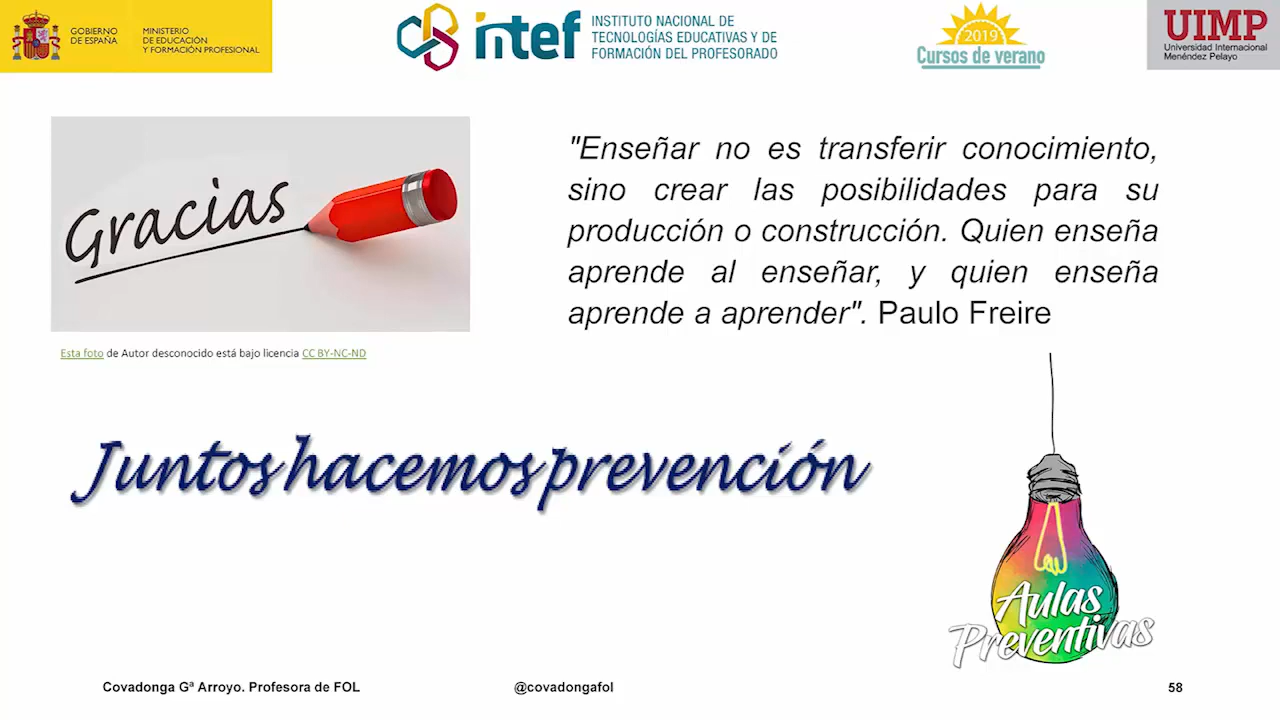 GOBIERNO
DE ESPAÑA
MINISTERIO
DE EDUCACIÓN
Y FORMACIÓN PROFESIONAL
intef
INSTITUTO NACIONAL DE
TECNOLOGÍAS EDUCATIVAS Y DE
FORMACIÓN DEL PROFESORADO
2019
Cursos de verano
UIMP
Universidad Internacional
Menéndez Pelayo
Gracias
"Enseñar no es transferir conocimiento,
sino crear las posibilidades para su
producción o construcción. Quien enseña
aprende al enseñar, y quien enseña
aprende a aprender". Paulo Freire
Esta foto de Autor desconocido está bajo licencia CC BY-NC-ND
Juntos hacemos prevención
Aulas
Preventivas
Covadonga Gª Arroyo. Profesora de FOL
@covadongafol
58